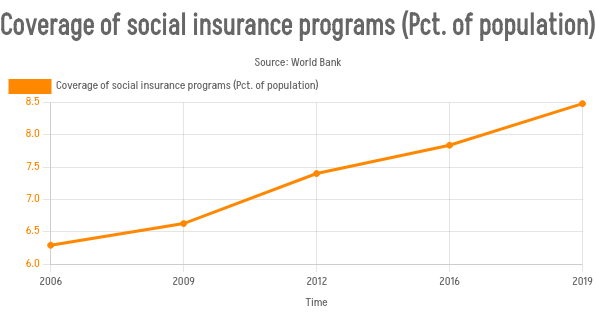 Coverage of social insurance programs (Pct. of population)
Source: World Bank
Coverage of social insurance programs (Pct. of population)
8.5
8.0
7.5
7.0
6.5
6.0
2006 2009 2012 2016 2019
Time